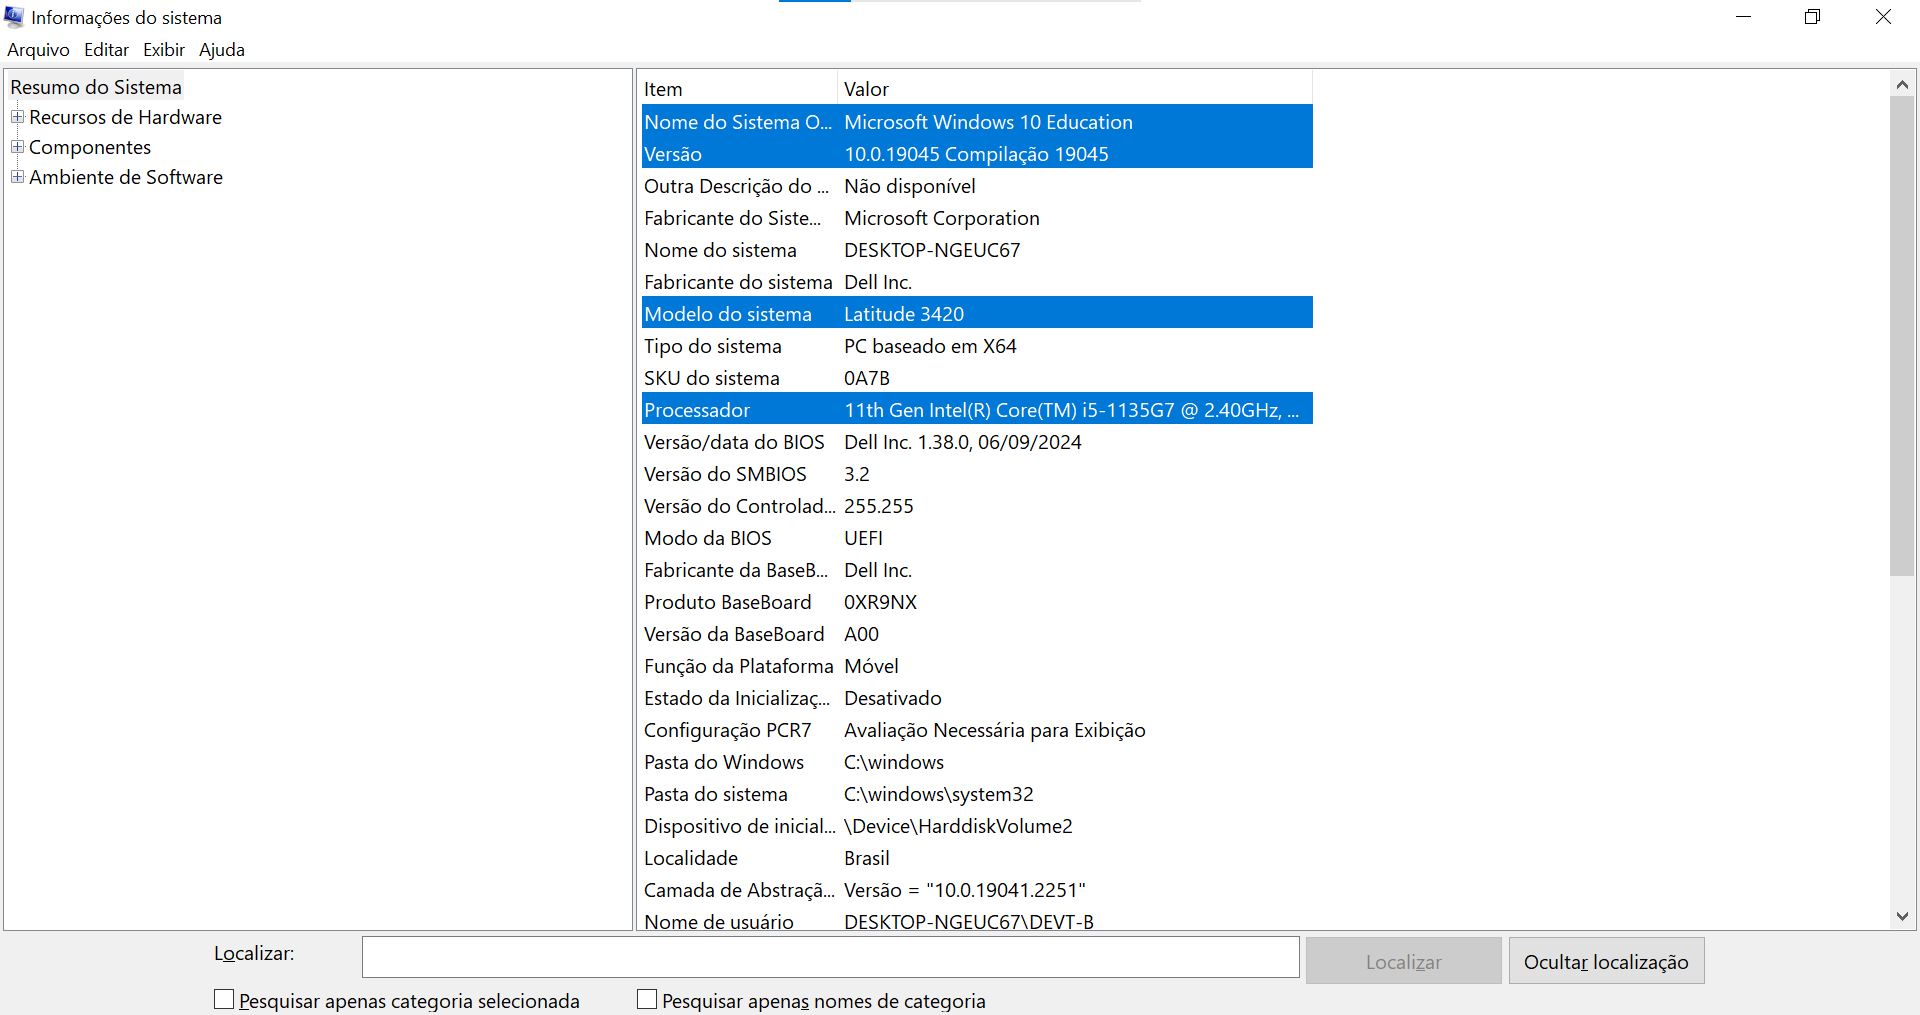 Informações do sistema
Arquivo Editar Exibir Ajuda
Resumo do Sistema
Recursos de Hardware
Componentes
Ambiente de Software
Item Valor
Nome do Sistema O... Microsoft Windows 10 Education
Versão 10.0.19045 Compilação 19045
Outra Descrição do ... Não disponível
Fabricante do Siste... Microsoft Corporation
Nome do sistema DESKTOP-NGEUC67
Fabricante do sistema Dell Inc.
Modelo do sistema Latitude 3420
Tipo do sistema PC baseado em X64
SKU do sistema 0A7B
Processador 11th Gen Intel(R) Core(TM) i5-1135G7 @ 2.40GHz, ...
Versão/data do BIOS Dell Inc. 1.38.0, 06/09/2024
Versão do SMBIOS 3.2
Versão do Controlad... 255.255
Modo da BIOS UEFI
Fabricante da BaseB... Dell Inc.
Produto BaseBoard 0XR9NX
Versão da BaseBoard A00
Função da Plataforma Móvel
Estado da Inicializaç... Desativado
Configuração PCR7 Avaliação Necessária para Exibição
Pasta do Windows C:\windows
Pasta do sistema C:\windows\system32
Dispositivo de inicial... \Device\HarddiskVolume2
Localidade Brasil
Camada de Abstraçã... Versão = "10.0.19041.2251"
Nome de usuário DESKTOP-NGEUC67\DEVT-B
Localizar: Localizar Ocultar localização
Pesquisar apenas categoria selecionada Pesquisar apenas nomes de categoria